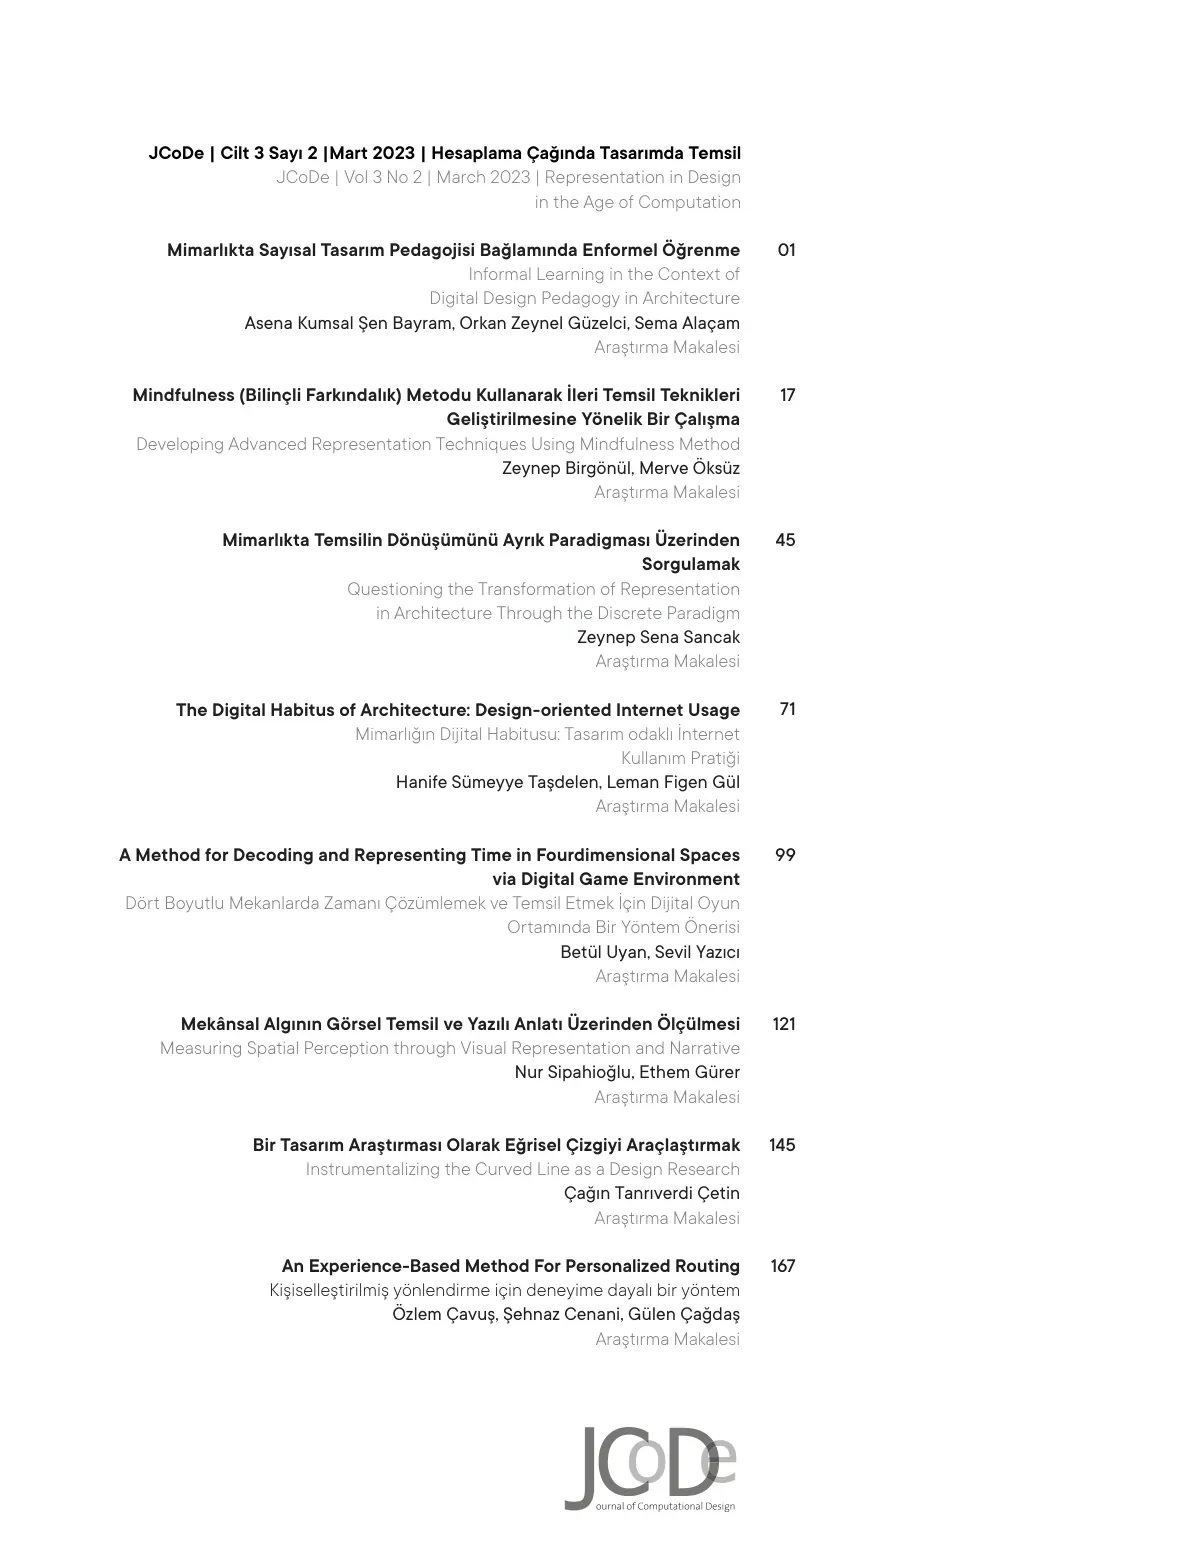 JCoDe | Cilt 3 Sayı 2 |Mart 2023 | Hesaplama Çağında Tasarımda Temsil
JCoDe | Vol 3 No 2 | March 2023 | Representation in Design
in the Age of Computation
Mimarlıkta Sayısal Tasarım Pedagojisi Bağlamında Enformel Öğrenme 01
Informal Learning in the Context of
Digital Design Pedagogy in Architecture
Asena Kumsal Şen Bayram, Orkan Zeynel Güzelci, Sema Alaçam
Araştırma Makalesi
Mindfulness (Bilinçli Farkındalık) Metodu Kullanarak İleri Temsil Teknikleri 17
Geliştirilmesine Yönelik Bir Çalışma
Developing Advanced Representation Techniques Using Mindfulness Method
Zeynep Birgönül, Merve Öksüz
Araştırma Makalesi
Mimarlıkta Temsilin Dönüşümünü Ayrık Paradigması Üzerinden 45
Sorgulamak
Questioning the Transformation of Representation
in Architecture Through the Discrete Paradigm
Zeynep Sena Sancak
Araştırma Makalesi
The Digital Habitus of Architecture: Design-oriented Internet Usage 71
Mimarlığın Dijital Habitusu: Tasarım odaklı İnternet
Kullanım Pratiği
Hanife Sümeyye Taşdelen, Leman Figen Gül
Araştırma Makalesi
A Method for Decoding and Representing Time in Fourdimensional Spaces 99
via Digital Game Environment
Dört Boyutlu Mekanlarda Zamanı Çözümlemek ve Temsil Etmek İçin Dijital Oyun
Ortamında Bir Yöntem Önerisi
Betül Uyan, Sevil Yazıcı
Araştırma Makalesi
Mekânsal Algının Görsel Temsil ve Yazılı Anlatı Üzerinden Ölçülmesi 121
Measuring Spatial Perception through Visual Representation and Narrative
Nur Sipahioğlu, Ethem Gürer
Araştırma Makalesi
Bir Tasarım Araştırması Olarak Eğrisel Çizgiyi Araçlaştırmak 145
Instrumentalizing the Curved Line as a Design Research
Çağın Tanrıverdi Çetin
Araştırma Makalesi
An Experience-Based Method For Personalized Routing 167
Kişiselleştirilmiş yönlendirme için deneyime dayalı bir yöntem
Özlem Çavuş, Şehnaz Cenani, Gülen Çağdaş
Araştırma Makalesi
JCoDe
ournal of Computational Design